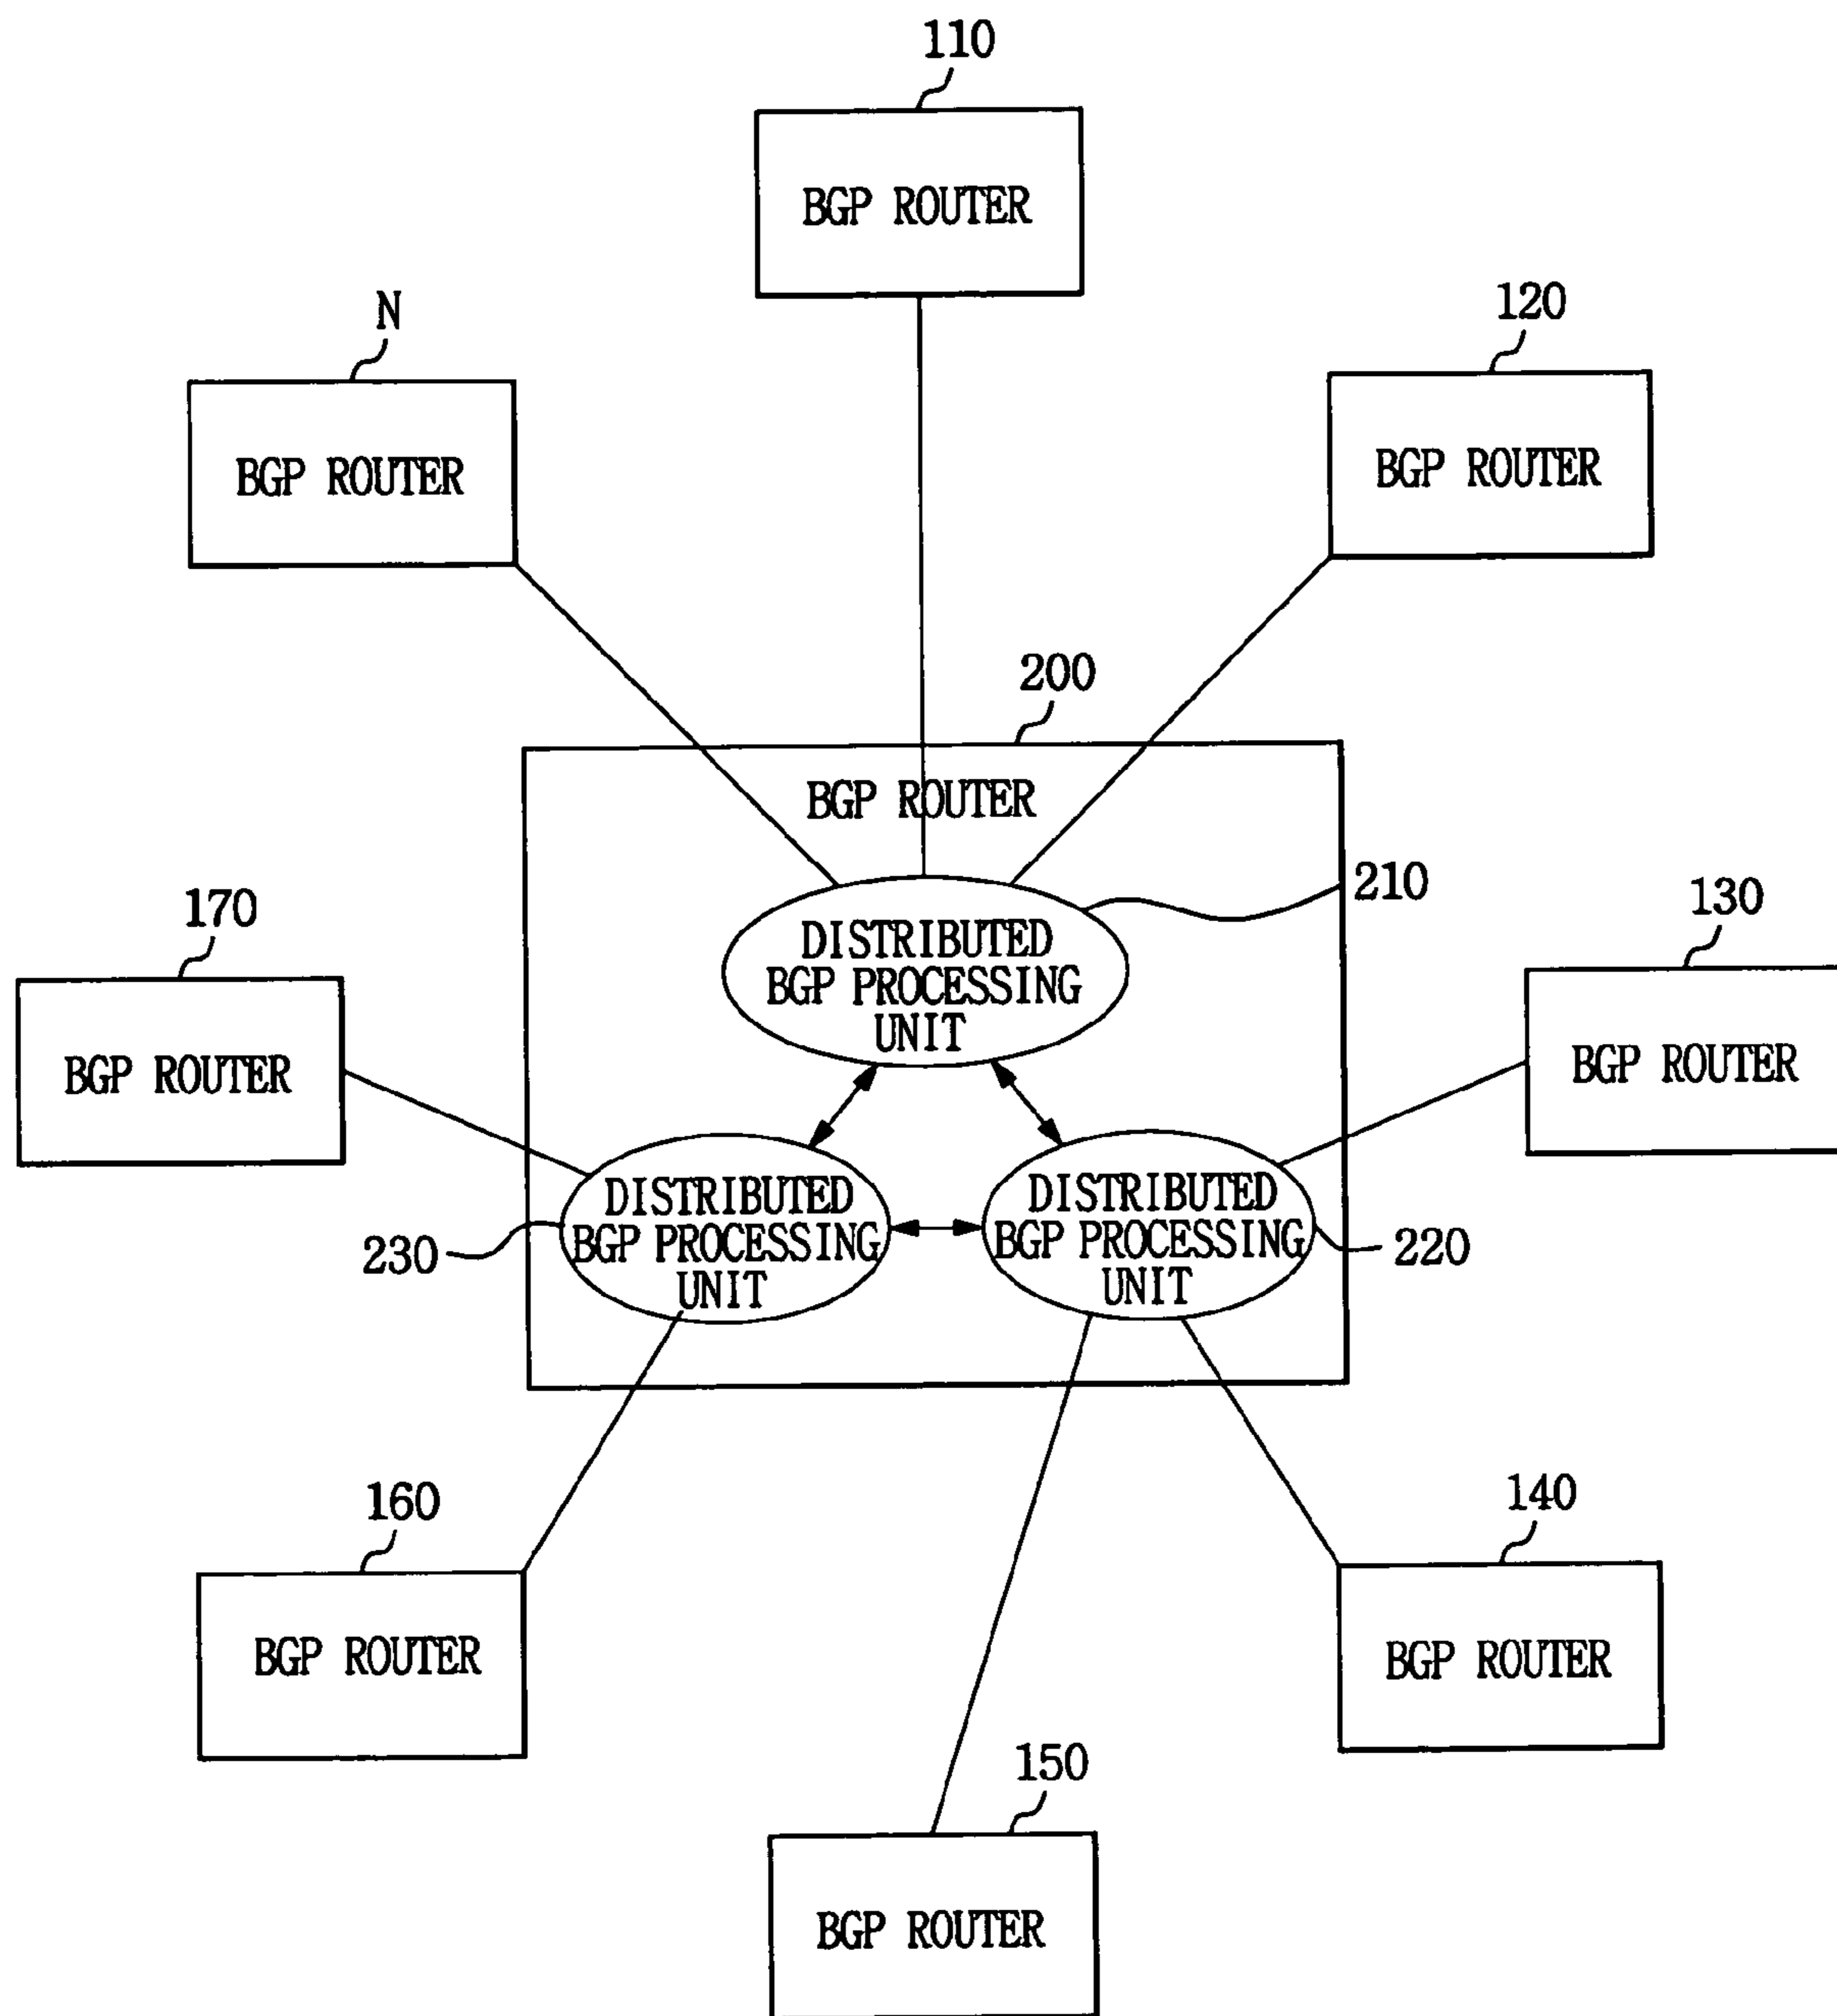 110
BGP ROUTER
N
BGP ROUTER
120
BGP ROUTER
200
BGP ROUTER
210
DISTRIBUTED
BGP PROCESSING
UNIT
170
BGP ROUTER
130
BGP ROUTER
230
DISTRIBUTED
BGP PROCESSING
UNIT
DISTRIBUTED
BGP PROCESSING
UNIT
220
160
BGP ROUTER
140
BGP ROUTER
150
BGP ROUTER